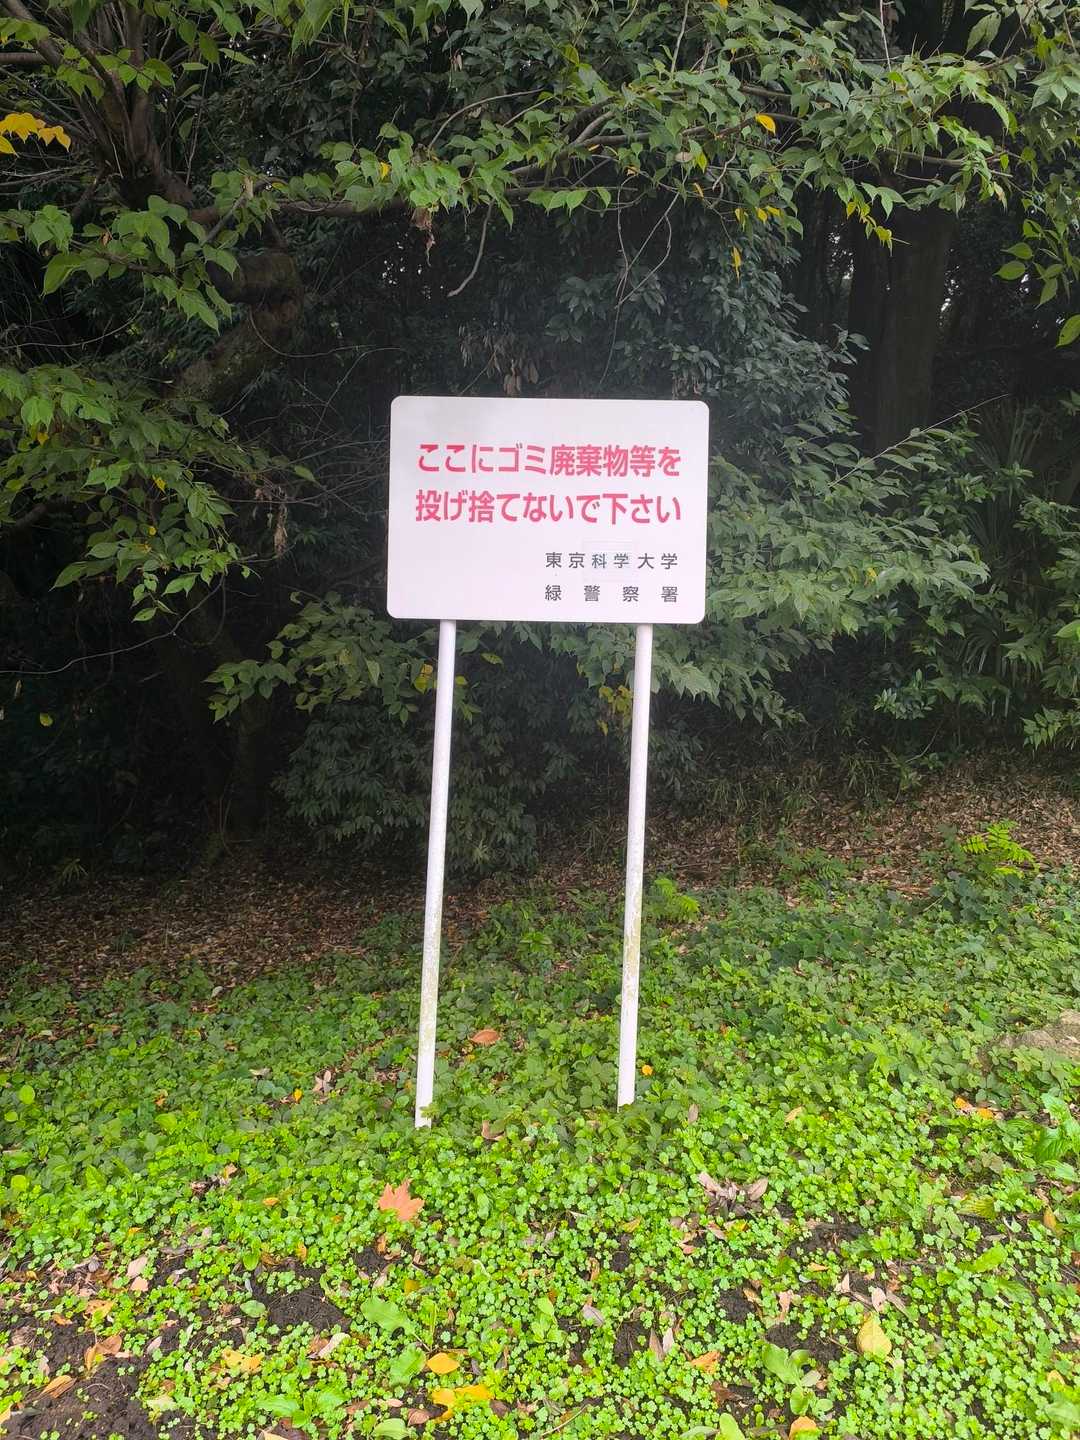 ここにゴミ廃棄物等を
投げ捨てないで下さい
東京科学大学
緑警察署